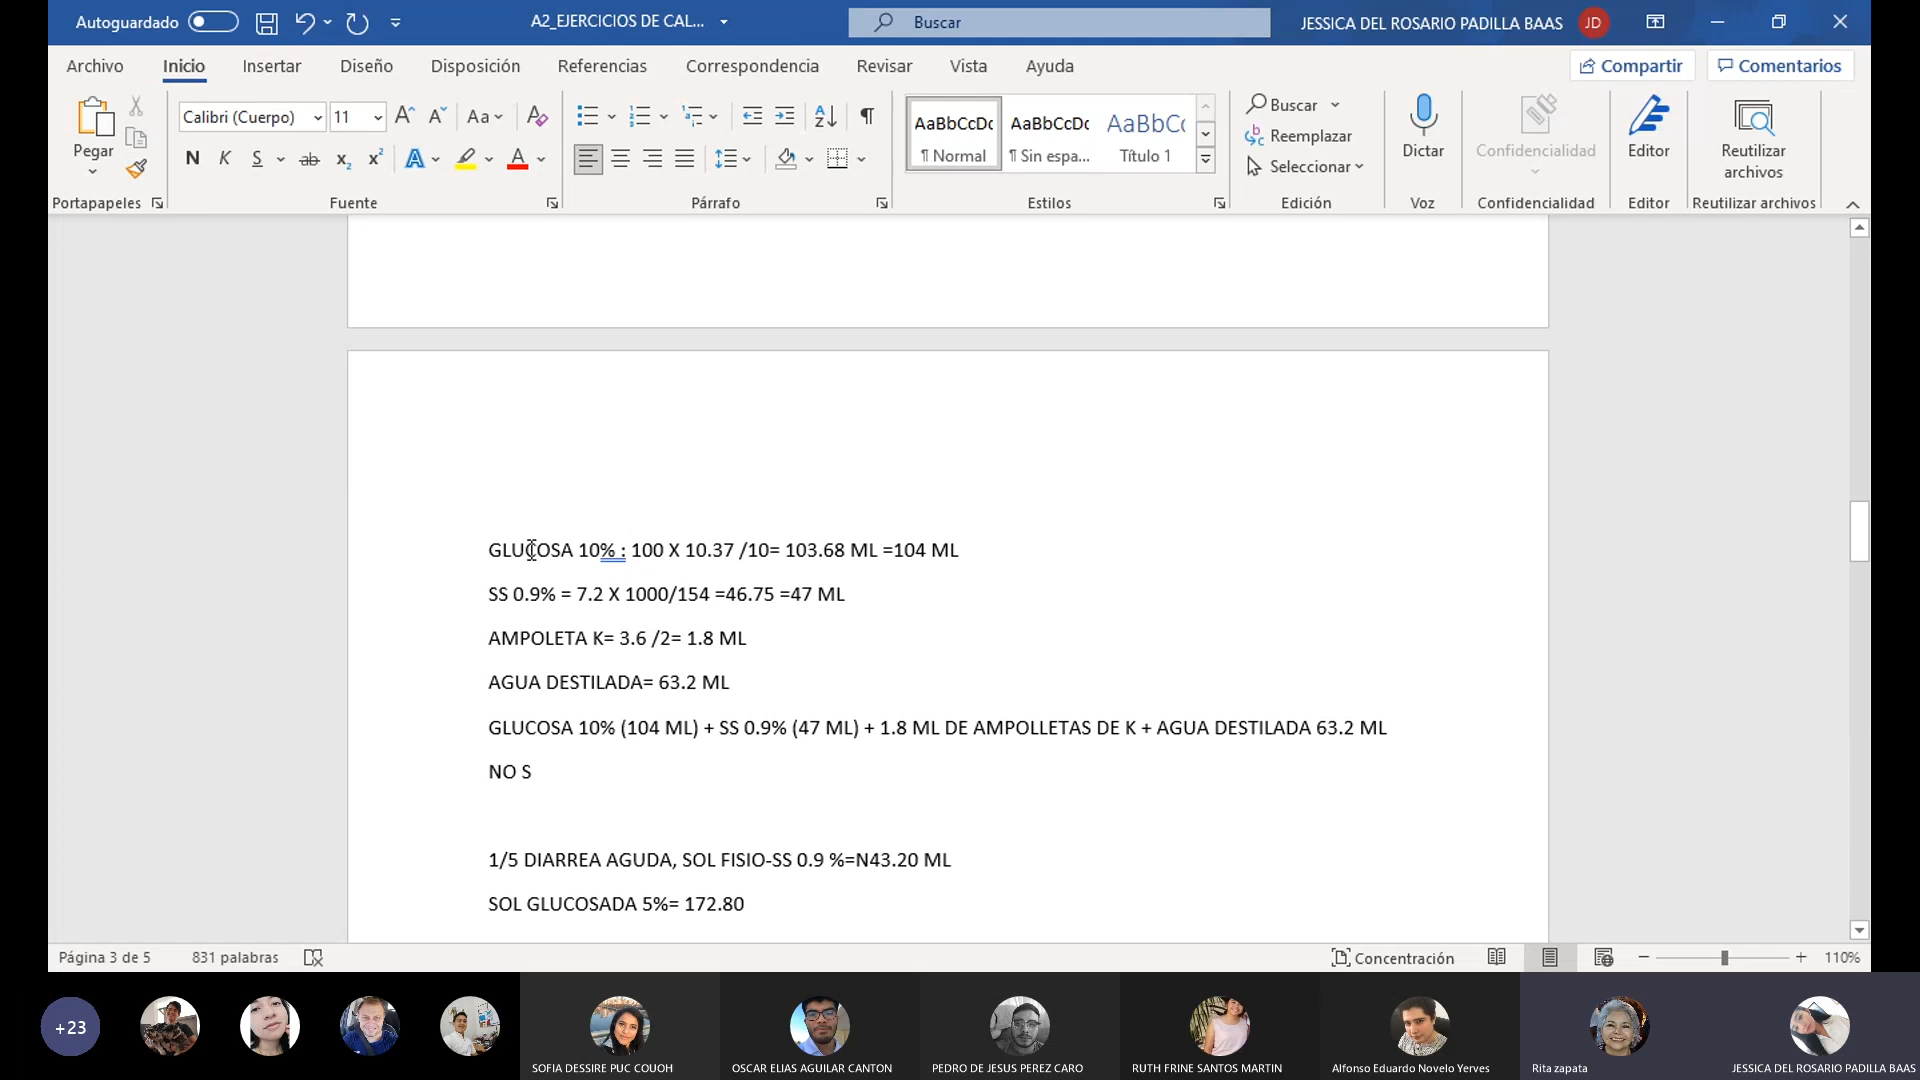 Autoguardado
A2_EJERCICIOS DE CAL...
Buscar
JESSICA DEL ROSARIO PADILLA BAAS
JD
Archivo Inicio Insertar Diseño Disposición Referencias Correspondencia Revisar Vista Ayuda
Compartir
Comentarios
Pegar
Calibri (Cuerpo) 11
Aa
N K S ab x₂ x² A A
AaBbCcDc
¶ Normal
AaBbCcDc
¶ Sin espa...
AaBbCc
Título 1
Buscar
Reemplazar
Seleccionar
Dictar
Confidencialidad
Editor
Reutilizar archivos
Portapapeles Fuente Párrafo Estilos Edición Voz Confidencialidad Editor Reutilizar archivos
GLUCOSA 10% : 100 X 10.37 /10= 103.68 ML =104 ML
SS 0.9% = 7.2 X 1000/154 =46.75 =47 ML
AMPOLETA K= 3.6 /2= 1.8 ML
AGUA DESTILADA= 63.2 ML
GLUCOSA 10% (104 ML) + SS 0.9% (47 ML) + 1.8 ML DE AMPOLLETAS DE K + AGUA DESTILADA 63.2 ML
NO S
1/5 DIARREA AGUDA, SOL FISIO-SS 0.9 %=N43.20 ML
SOL GLUCOSADA 5%= 172.80
Página 3 de 5 831 palabras
Concentración
110%
+23
SOFIA DESSIRE PUC COUOH
OSCAR ELIAS AGUILAR CANTON
PEDRO DE JESUS PEREZ CARO
RUTH FRINE SANTOS MARTIN
Alfonso Eduardo Novelo Yerves
Rita zapata
JESSICA DEL ROSARIO PADILLA BAAS